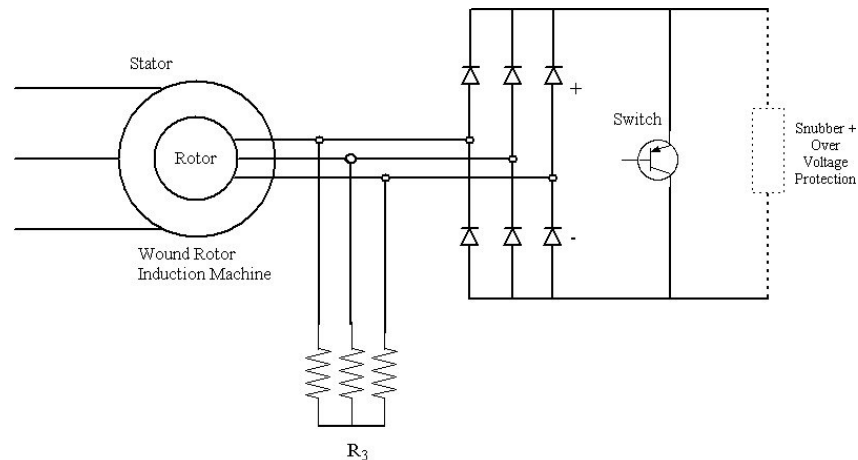 Stator
+
Switch
Snubber +
Over
Voltage
Protection
Rotor
-
Wound Rotor
Induction Machine
R3